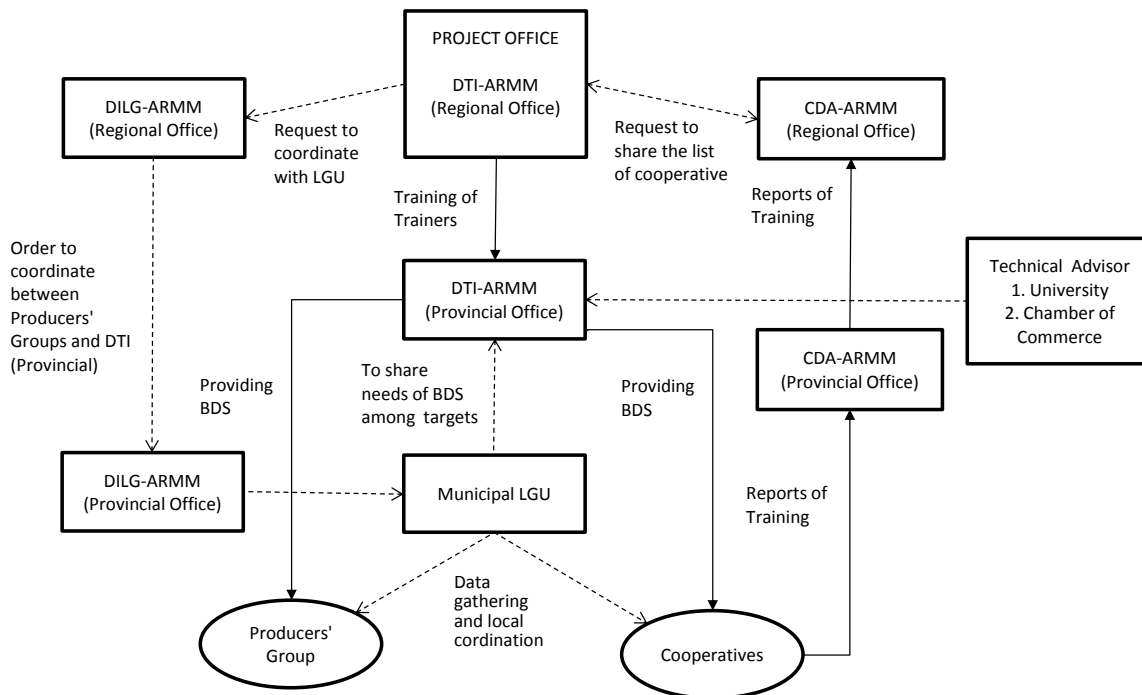 PROJECT OFFICE
DTI-ARMM
(Regional Office)
DILG-ARMM
(Regional Office)
CDA-ARMM
(Regional Office)
Request to
coordinate
with LGU
Request to
share the list
of cooperative
Training of
Trainers
Reports of
Training
Order to
coordinate
between
Producers'
Groups and DTI
(Provincial)
DTI-ARMM
(Provincial Office)
Technical Advisor
1. University
2. Chamber of
Commerce
CDA-ARMM
(Provincial Office)
Providing
BDS
To share
needs of BDS
among targets
Providing
BDS
DILG-ARMM
(Provincial Office)
Municipal LGU
Reports of
Training
Data
gathering
and local
cordination
Producers'
Group
Cooperatives